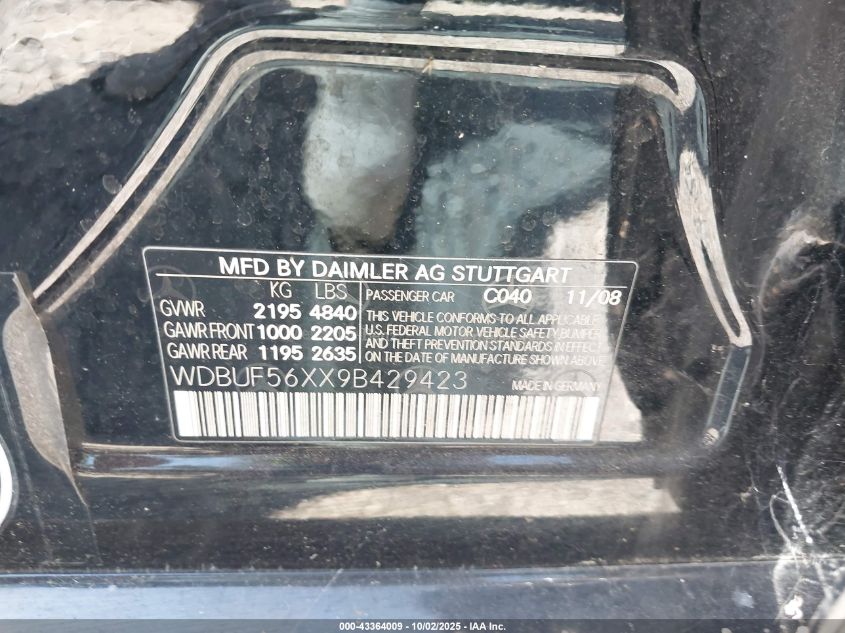 MFD BY DAIMLER AG STUTTGART
KG LBS PASSENGER CAR C040 11/08
GVWR 2195 4840 THIS VEHICLE CONFORMS TO ALL APPLICABLE
GAWR FRONT 1000 2205 U.S. FEDERAL MOTOR VEHICLE SAFETY BUMPER
GAWR REAR 1195 2635 AND THEFT PREVENTION STANDARDS IN EFFECT ON THE DATE OF MANUFACTURE SHOWN ABOVE.
WDBUF56XX9B429423 MADE IN GERMANY
000-43364009 - 10/02/2025 - IAA Inc.